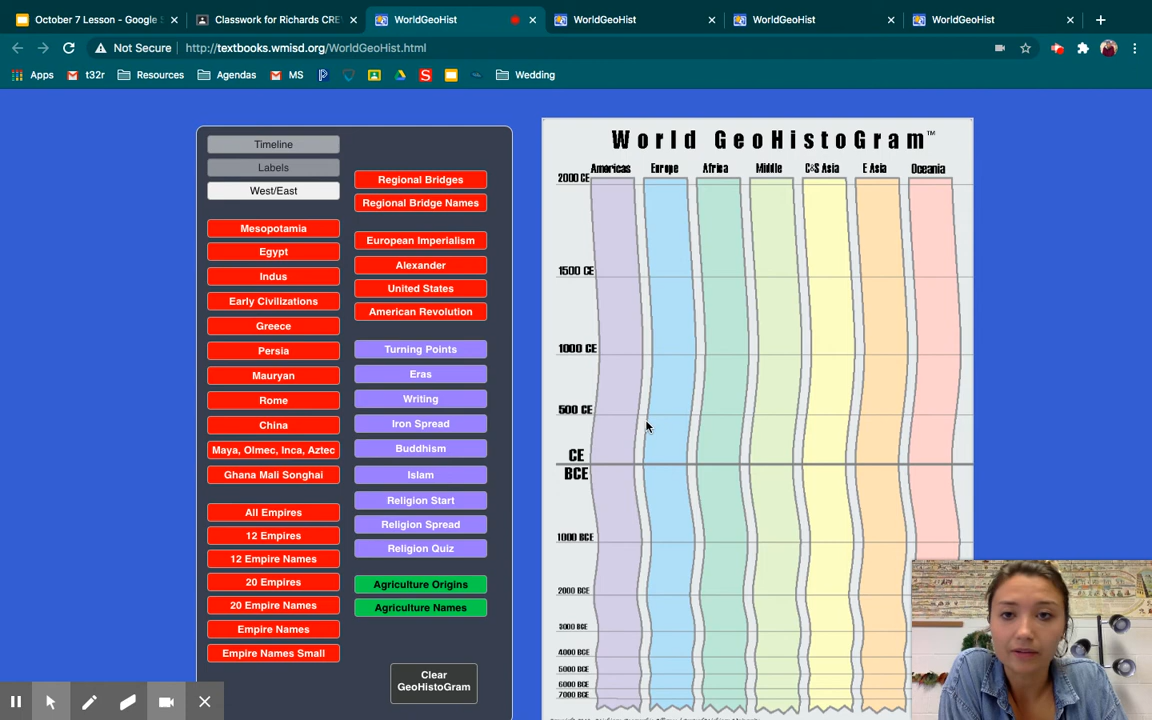 October 7 Lesson - Google S
Classwork for Richards CREW
WorldGeoHist
WorldGeoHist
WorldGeoHist
WorldGeoHist
Not Secure
http://textbooks.wmisd.org/WorldGeoHist.html
Apps
t32r
Resources
Agendas
MS
Wedding
Timeline
Labels
West/East
Mesopotamia
Egypt
Indus
Early Civilizations
Greece
Persia
Mauryan
Rome
China
Maya, Olmec, Inca, Aztec
Ghana Mali Songhai
All Empires
12 Empires
12 Empire Names
20 Empires
20 Empire Names
Empire Names
Empire Names Small
Regional Bridges
Regional Bridge Names
European Imperialism
Alexander
United States
American Revolution
Turning Points
Eras
Writing
Iron Spread
Buddhism
Islam
Religion Start
Religion Spread
Religion Quiz
Agriculture Origins
Agriculture Names
Clear
GeoHistoGram
World GeoHistoGram™
Americas Europe Africa Middle C&S Asia E Asia Oceania
2000 CE
1500 CE
1000 CE
500 CE
CE
BCE
1000 BCE
2000 BCE
3000 BCE
4000 BCE
5000 BCE
6000 BCE
7000 BCE